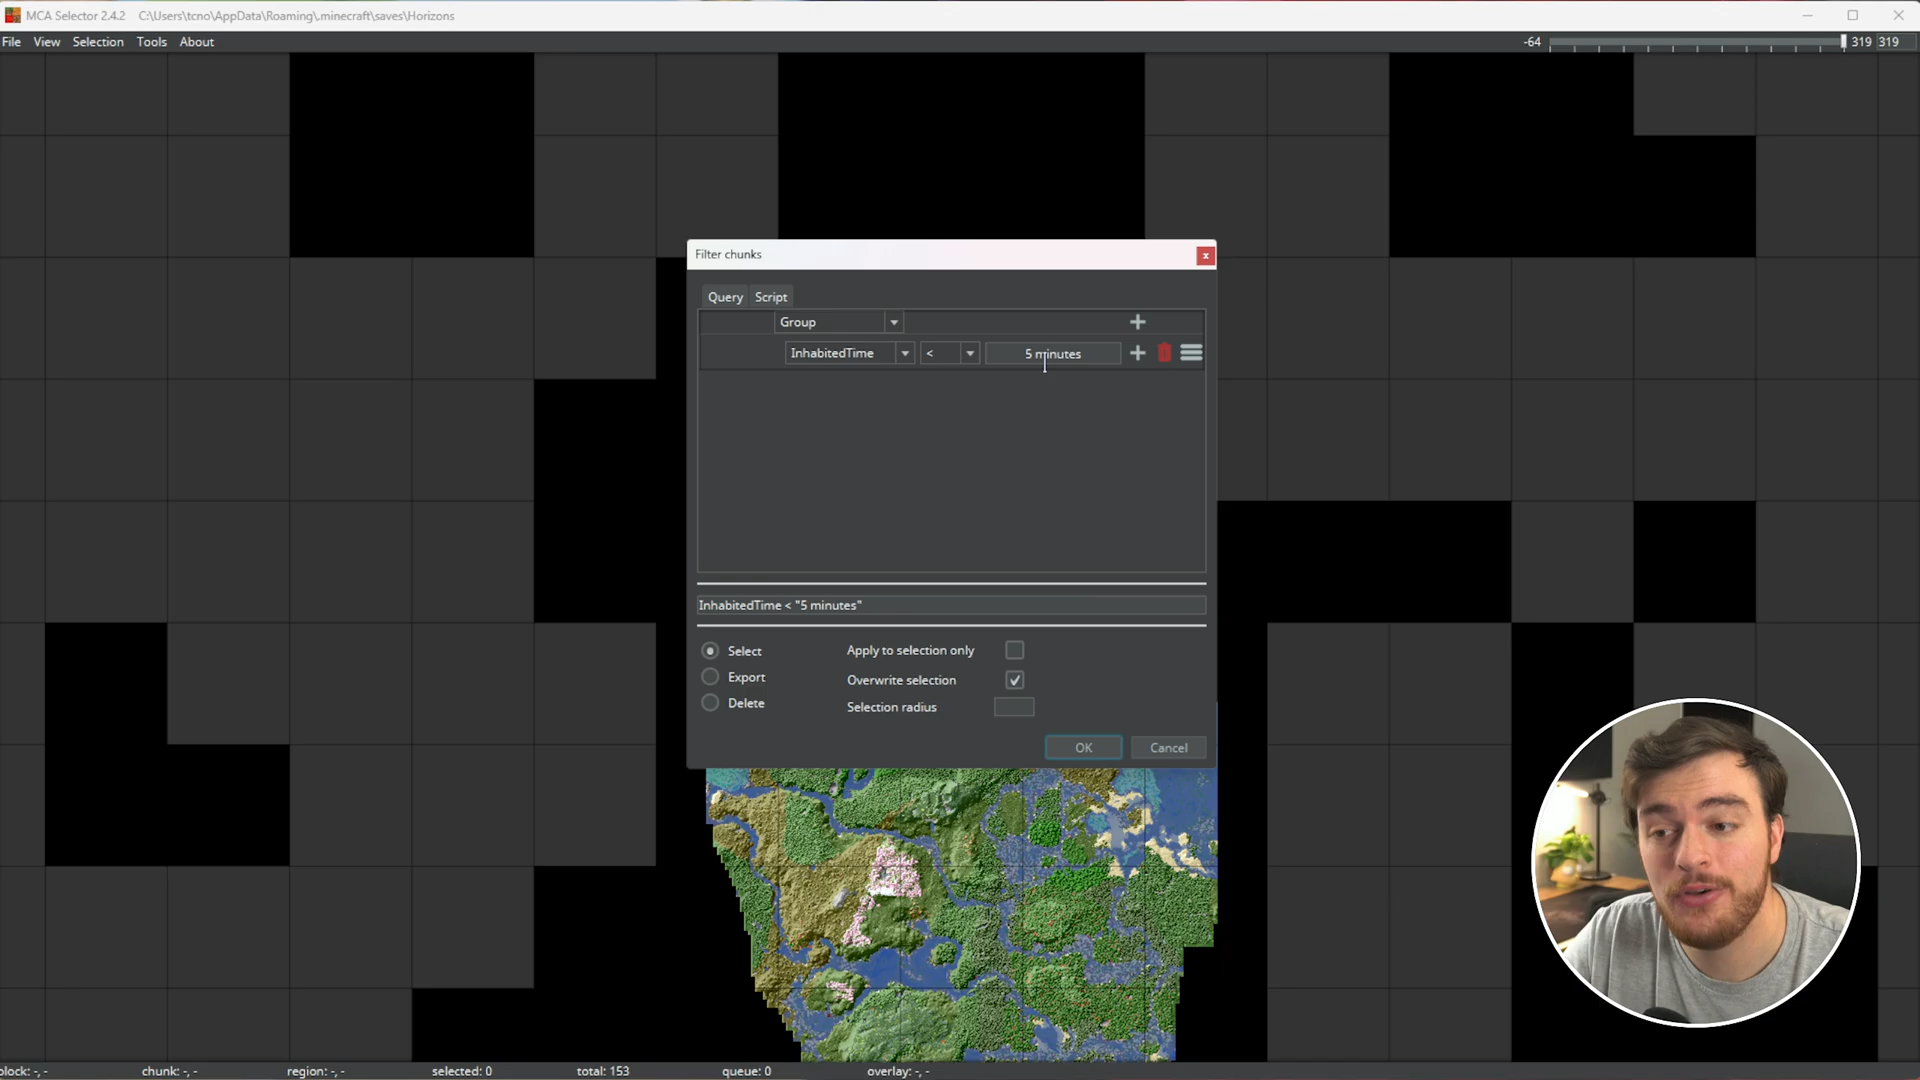 MCA Selector 2.4.2 C:\Users\tcno\AppData\Roaming\.minecraft\saves\Horizons
File View Selection Tools About
-64 319 319
Filter chunks
x
Query Script
Group
InhabitedTime < 5 minutes
InhabitedTime < "5 minutes"
Select Apply to selection only
Export Overwrite selection
Delete Selection radius
OK Cancel
block: -, - chunk: -, - region: -, - selected: 0 total: 153 queue: 0 overlay: -, -